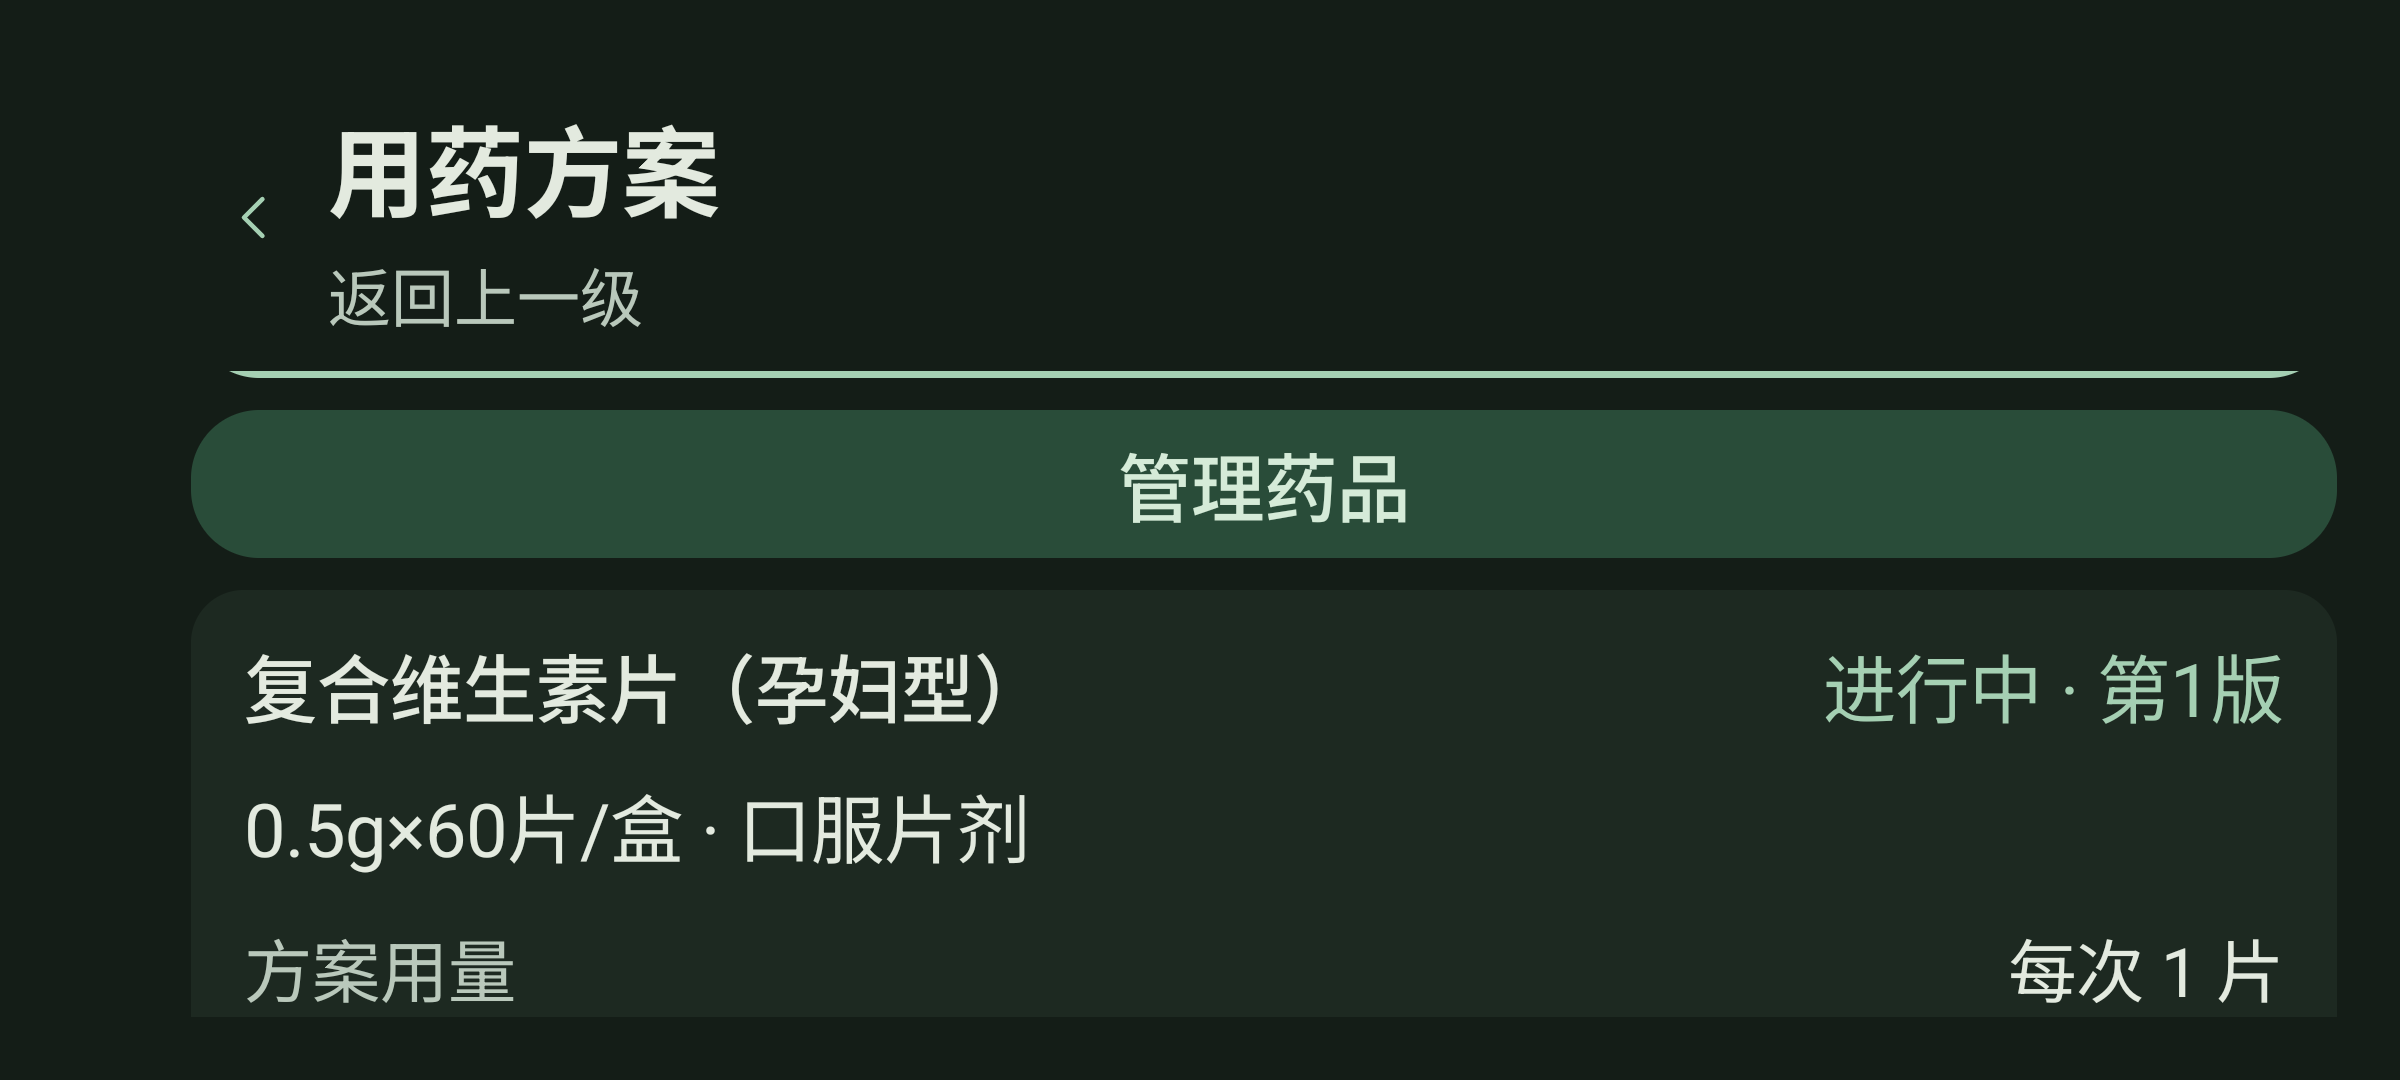 用药方案
返回上一级
管理药品
复合维生素片（孕妇型）
进行中 · 第1版
0.5g×60片/盒 · 口服片剂
方案用量
每次 1 片